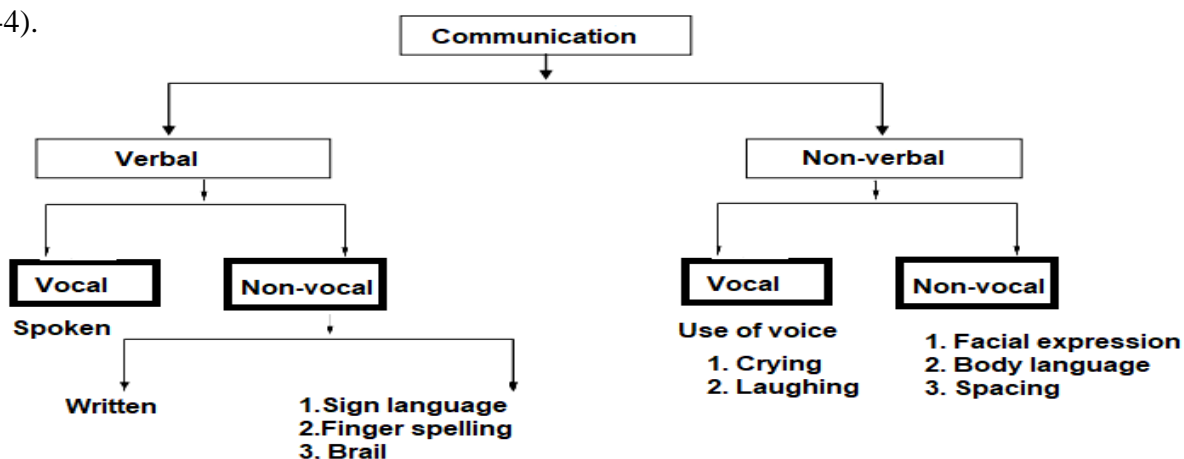 -4).
Communication
Verbal
Non-verbal
Vocal
Non-vocal
Vocal
Non-vocal
Spoken
Use of voice
1. Crying
2. Laughing
1. Facial expression
2. Body language
3. Spacing
Written
1.Sign language
2.Finger spelling
3. Brail